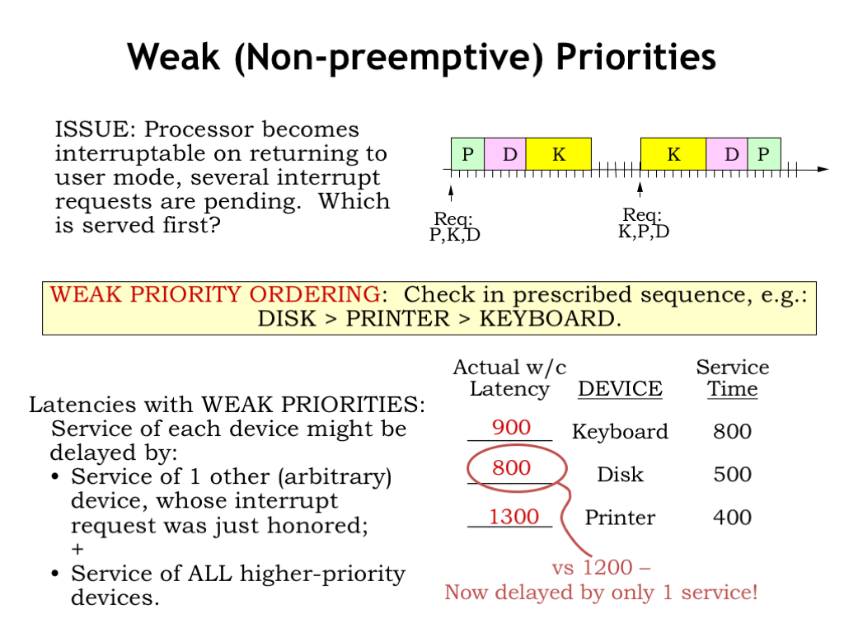 Weak (Non-preemptive) Priorities
ISSUE: Processor becomes
interruptable on returning to
user mode, several interrupt
requests are pending. Which
is served first?
P D K K D P
Req:
P,K,D
Req:
K,P,D
WEAK PRIORITY ORDERING: Check in prescribed sequence, e.g.:
DISK > PRINTER > KEYBOARD.
Latencies with WEAK PRIORITIES:
Service of each device might be
delayed by:
• Service of 1 other (arbitrary)
device, whose interrupt
request was just honored;
+
• Service of ALL higher-priority
devices.
Actual w/c Service
Latency DEVICE Time
900 Keyboard 800
800 Disk 500
1300 Printer 400
vs 1200 –
Now delayed by only 1 service!